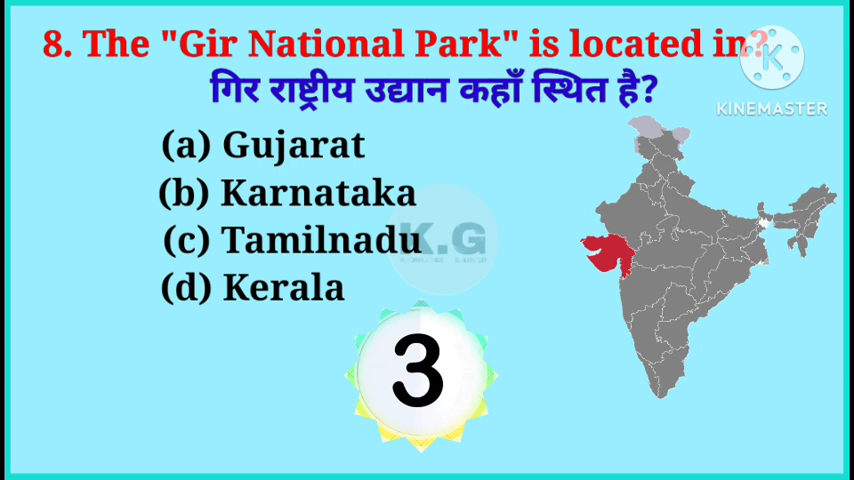 8. The "Gir National Park" is located in?
KINEMASTER
गिर राष्ट्रीय उद्यान कहाँ स्थित है?
(a) Gujarat
(b) Karnataka
(c) Tamilnadu
K.G
(d) Kerala
3